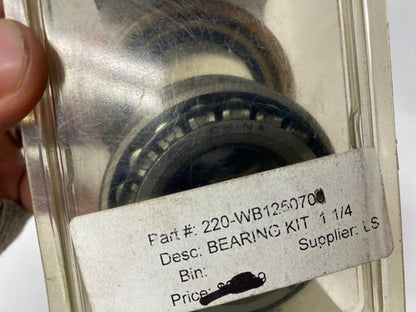 CHINA
Part #: 220-WB1250700
Desc: BEARING KIT 1 1/4
Bin: Supplier: LS
Price: